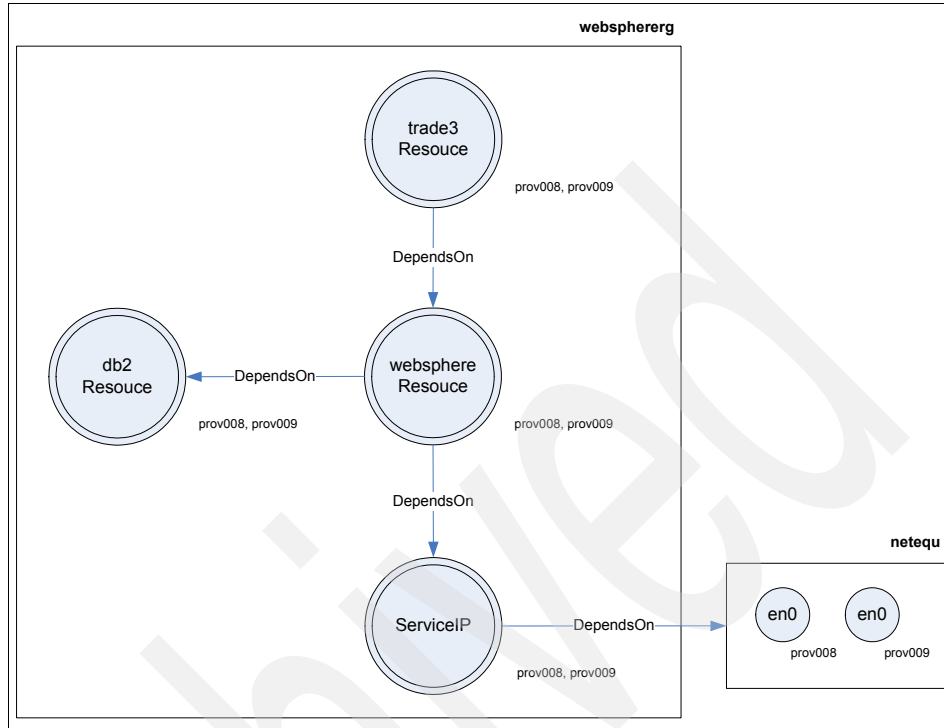 websphererg
trade3
Resouce
prov008, prov009
DependsOn
db2
Resouce
prov008, prov009
DependsOn
websphere
Resouce
prov008, prov009
DependsOn
ServiceIP
prov008, prov009
DependsOn
netequ
en0
en0
prov008
prov009